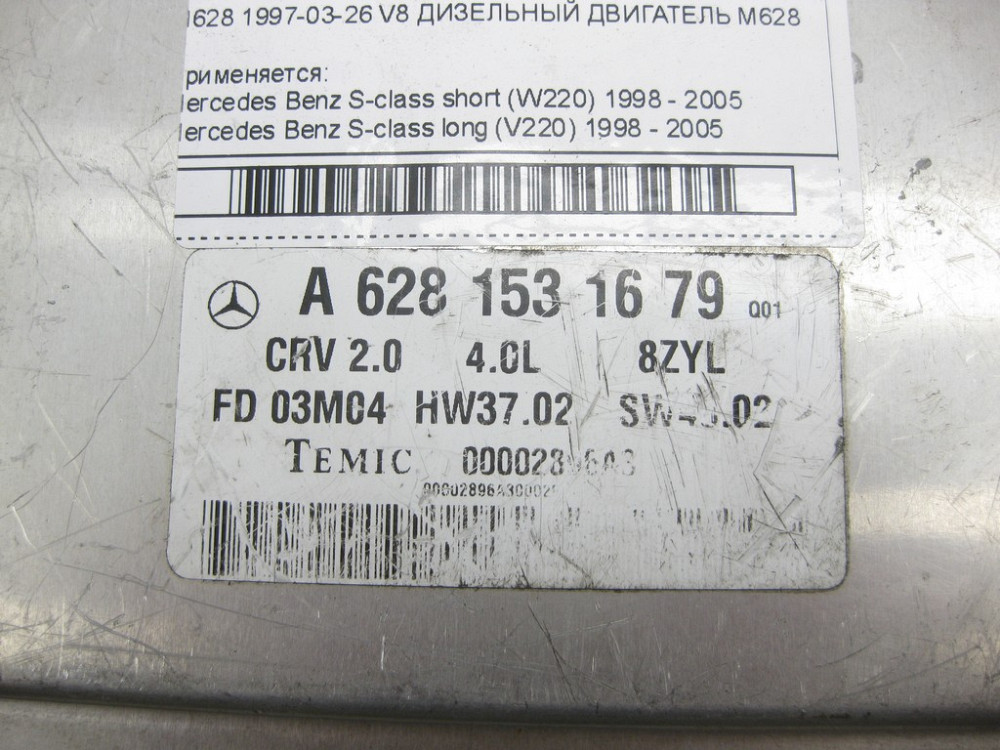 M628 1997-03-26 V8 ДИЗЕЛЬНЫЙ ДВИГАТЕЛЬ M628
рименяется:
ercedes Benz S-class short (W220) 1998 - 2005
ercedes Benz S-class long (V220) 1998 - 2005
A 628 153 16 79 Q01
CRV 2.0 4.0L 8ZYL
FD 03M04 HW37.02
TEMIC 00002896A3